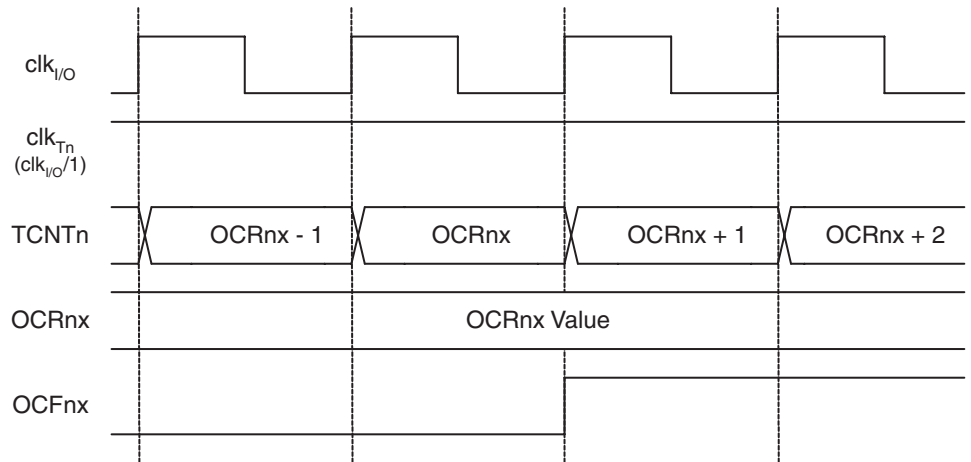 clkI/O
clkTn
(clkI/O/1)
TCNTn OCRnx - 1 OCRnx OCRnx + 1 OCRnx + 2
OCRnx OCRnx Value
OCFnx